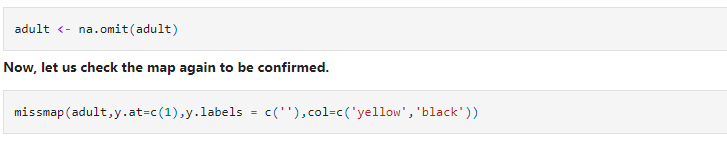 adult <- na.omit(adult)
Now, let us check the map again to be confirmed.
missmap(adult,y.at=c(1),y.labels = c(''),col=c('yellow','black'))